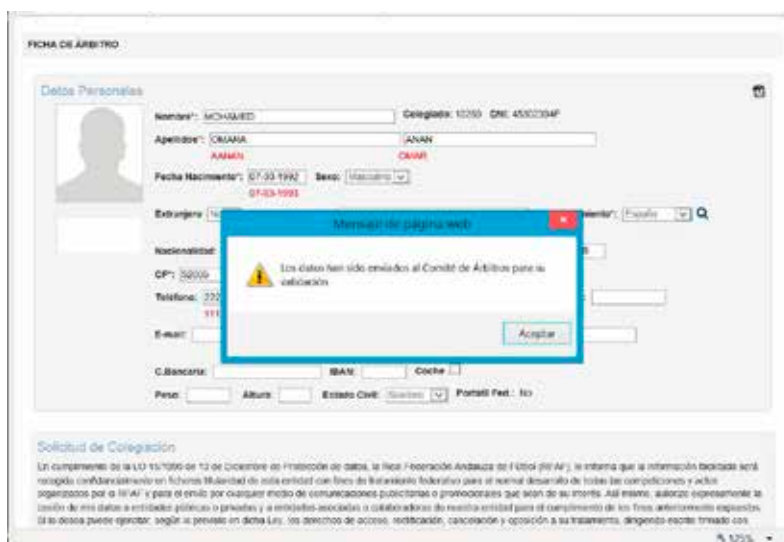 FICHA DE ÁRBITRO
Datos Personales
Nombre*: MOHAMED Colegiado: DNI:
Apellidos*: OMARA ANAN
AANAN OMAR
Fecha Nacimiento*: 07-03-1992 Sexo: Masculino
07-03-1993
Extranjero España
Mensaje de página web
Los datos han sido enviados al Comité de Árbitros para su
validación
Aceptar
Nacionalidad
CP*:
Teléfono:
E-mail:
C.Bancaria: IBAN: Coche
Peso: Altura: Estado Civil: Soltero Portátil Fed.: No
Solicitud de Colegiación
En cumplimiento de la LO 15/1999 de 13 de Diciembre de Protección de datos, la Real Federación Andaluza de Fútbol (RFAF), le informa que la información facilitada será
recogida confidencialmente en ficheros titularidad de esta entidad con fines de tratamiento federativo para el normal desarrollo de todas las competiciones y actos
organizados por la RFAF y para el envío por cualquier medio de comunicaciones publicitarias o promocionales que sean de su interés. Así mismo, autoriza expresamente la
cesión de mis datos a entidades públicas o privadas y a entidades asociadas o colaboradoras de nuestra entidad para el cumplimiento de los fines anteriormente expuestos.
Si lo desea puede ejercitar, según lo previsto en dicha Ley, los derechos de acceso, rectificación, cancelación y oposición a su tratamiento, dirigiendo escrito firmado con
125%